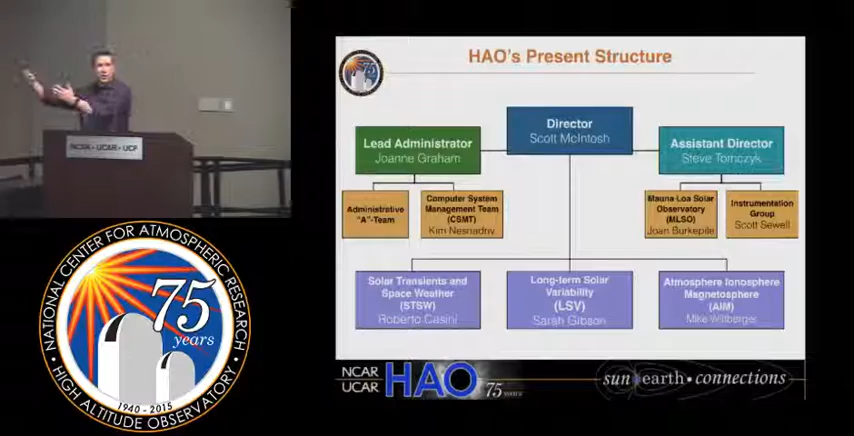 HAO's Present Structure
75
Director
Scott McIntosh
Lead Administrator
Joanne Graham
Assistant Director
Steve Tomczyk
Administrative
"A"-Team
Computer System
Management Team
(CSMT)
Kim Nesnadny
Mauna Loa Solar
Observatory
(MLSO)
Joan Burkepile
Instrumentation
Group
Scott Sewell
Solar Transients and
Space Weather
(STSW)
Roberto Casini
Long-term Solar
Variability
(LSV)
Sarah Gibson
Atmosphere Ionosphere
Magnetosphere
(AIM)
Mike Wiltberger
NCAR • UCAR • UCP
NATIONAL CENTER FOR ATMOSPHERIC RESEARCH
75
years
1940 - 2015
HIGH ALTITUDE OBSERVATORY
NCAR
UCAR
HAO
75
years
sun earth • connections